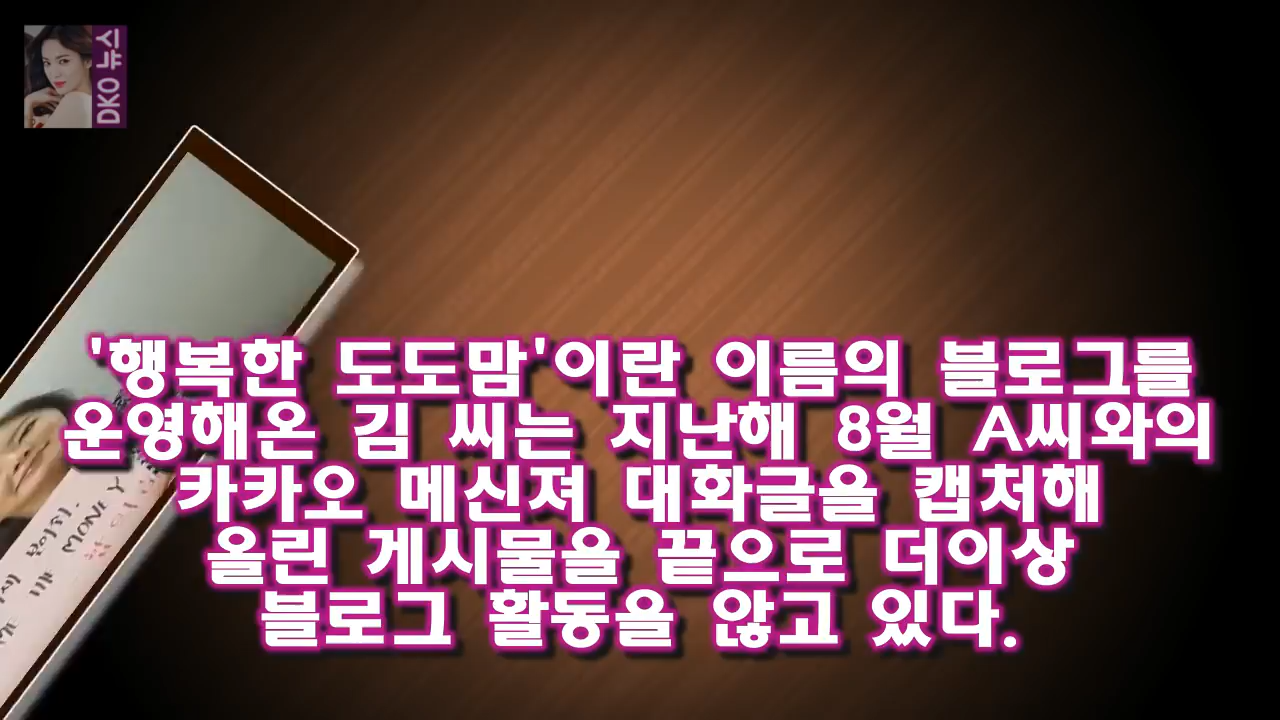 DKO 뉴스
'행복한 도도맘'이란 이름의 블로그를
운영해온 김 씨는 지난해 8월 A씨와의
카카오 메신져 대화글을 캡처해
올린 게시물을 끝으로 더이상
블로그 활동을 않고 있다.